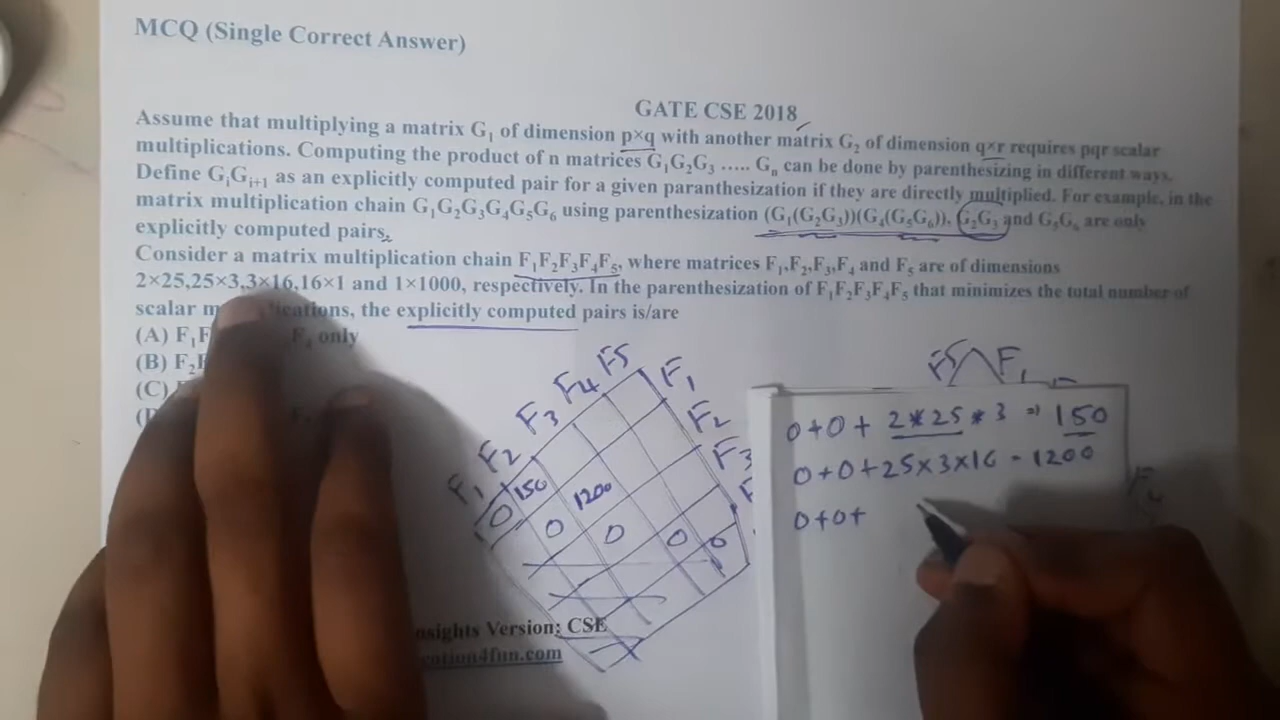 MCQ (Single Correct Answer)
GATE CSE 2018
Assume that multiplying a matrix G₁ of dimension p×q with another matrix G₂ of dimension q×r requires pqr scalar
multiplications. Computing the product of n matrices G₁G₂G₃ ..... Gₙ can be done by parenthesizing in different ways.
Define GᵢGᵢ₊₁ as an explicitly computed pair for a given paranthesization if they are directly multiplied. For example, in the
matrix multiplication chain G₁G₂G₃G₄G₅G₆ using parenthesization (G₁(G₂G₃))(G₄(G₅G₆)), G₂G₃ and G₅G₆ are only
explicitly computed pairs.
Consider a matrix multiplication chain F₁F₂F₃F₄F₅, where matrices F₁,F₂,F₃,F₄ and F₅ are of dimensions
2×25,25×3,3×16,16×1 and 1×1000, respectively. In the parenthesization of F₁F₂F₃F₄F₅ that minimizes the total number of
scalar the explicitly computed pairs is/are
(A) only
(B)
(C)
F5 F1
F1 F2 F3 F4 F5
F1
F2
F3
0 150
0 1200
0
0
0
0+0+ 2*25 * 3 => 150
0+0+25×3×16 = 1200
0+0+
Version: CSE